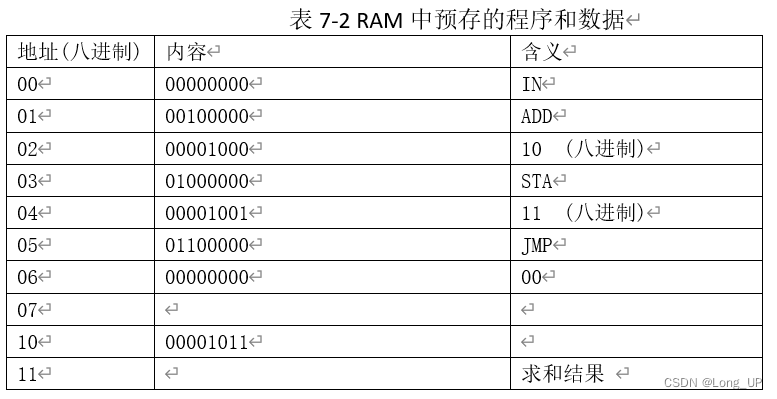 表 7-2 RAM 中预存的程序和数据↵
地址(八进制) 内容↵ 含义↵
00↵ 00000000↵ IN↵
01↵ 00100000↵ ADD↵
02↵ 00001000↵ 10 (八进制)↵
03↵ 01000000↵ STA↵
04↵ 00001001↵ 11 (八进制)↵
05↵ 01100000↵ JMP↵
06↵ 00000000↵ 00↵
07↵ ↵ ↵
10↵ 00001011↵ ↵
11↵ ↵ 求和结果 ↵
CSDN @Long_UP